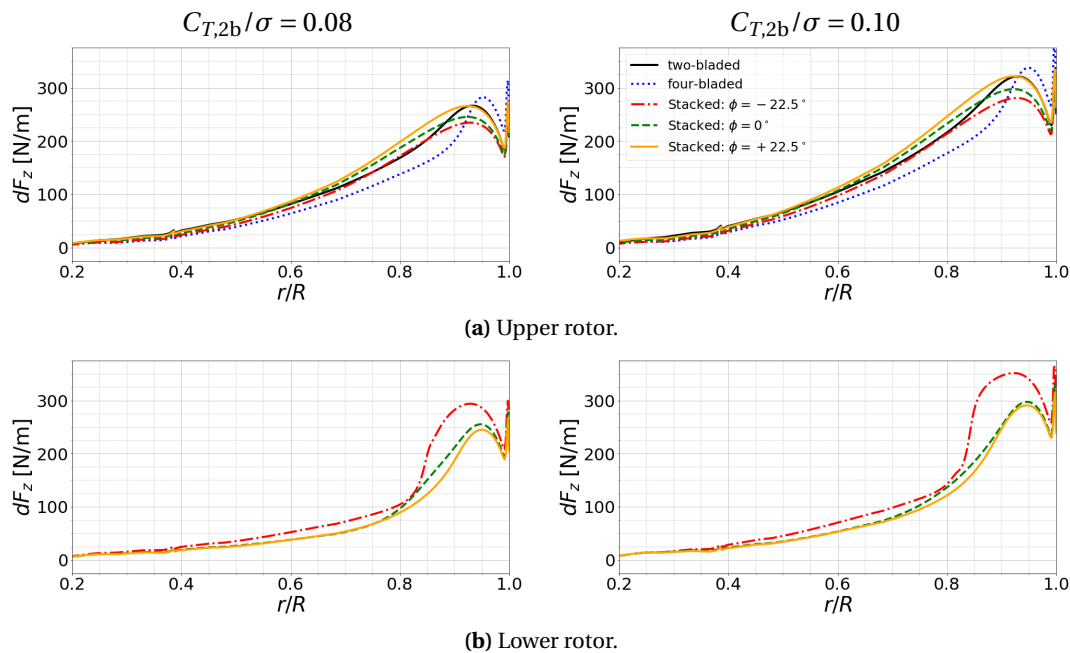 C_{T,2b}/σ = 0.08
C_{T,2b}/σ = 0.10
dF_z [N/m]
300
200
100
0
0.2 0.4 0.6 0.8 1.0
r/R
dF_z [N/m]
300
200
100
0
0.2 0.4 0.6 0.8 1.0
r/R
two-bladed
four-bladed
Stacked: ϕ = −22.5°
Stacked: ϕ = 0°
Stacked: ϕ = +22.5°
(a) Upper rotor.
dF_z [N/m]
300
200
100
0
0.2 0.4 0.6 0.8 1.0
r/R
dF_z [N/m]
300
200
100
0
0.2 0.4 0.6 0.8 1.0
r/R
(b) Lower rotor.